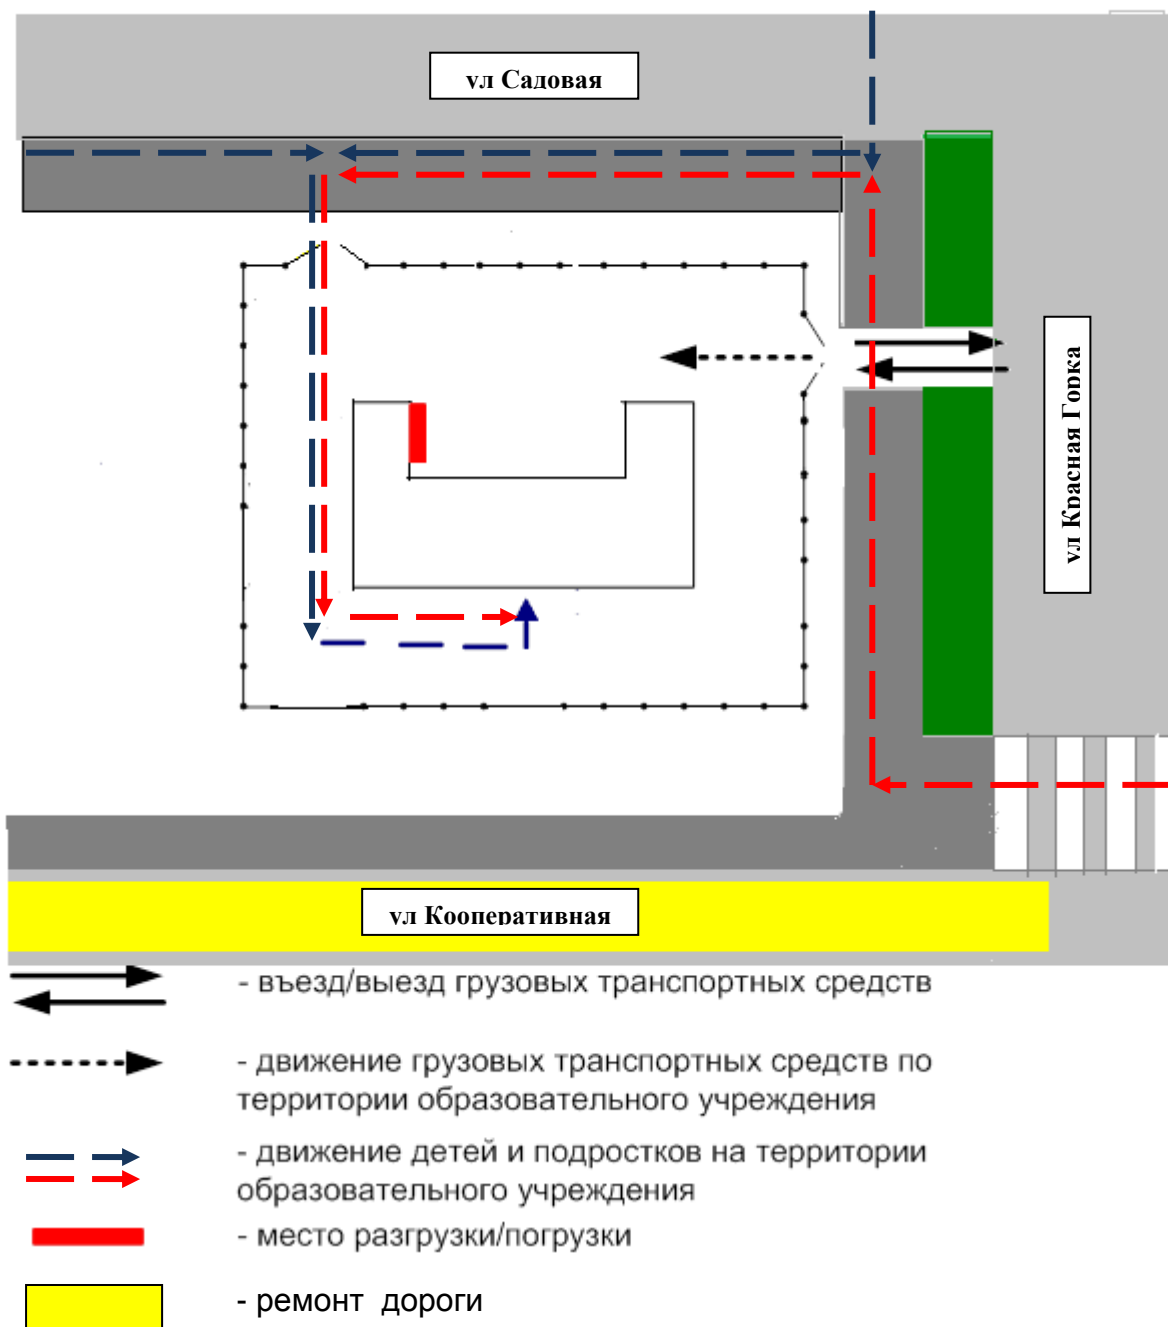 ул Садовая
ул Красная Горка
ул Кооперативная
- въезд/выезд грузовых транспортных средств
- движение грузовых транспортных средств по
территории образовательного учреждения
- движение детей и подростков на территории
образовательного учреждения
- место разгрузки/погрузки
- ремонт дороги